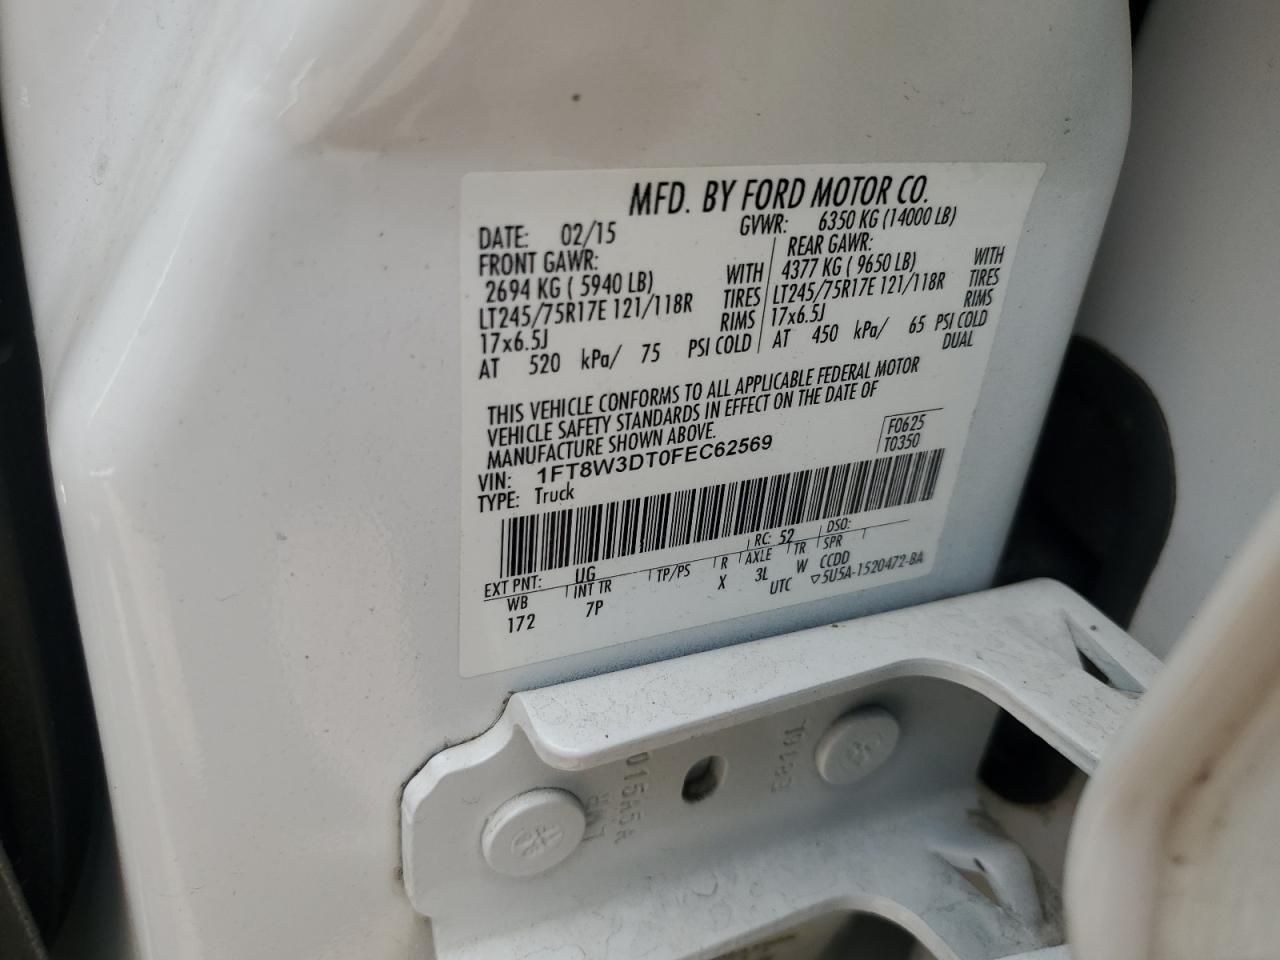 MFD. BY FORD MOTOR CO.
DATE: 02/15 GVWR: 6350 KG (14000 LB)
FRONT GAWR: REAR GAWR:
2694 KG ( 5940 LB) WITH 4377 KG ( 9650 LB) WITH
LT245/75R17E 121/118R TIRES LT245/75R17E 121/118R TIRES
17x6.5J RIMS 17x6.5J RIMS
AT 520 kPa/ 75 PSI COLD AT 450 kPa/ 65 PSI COLD
DUAL
THIS VEHICLE CONFORMS TO ALL APPLICABLE FEDERAL MOTOR
VEHICLE SAFETY STANDARDS IN EFFECT ON THE DATE OF
MANUFACTURE SHOWN ABOVE.
F0625
T0350
VIN: 1FT8W3DT0FEC62569
TYPE: Truck
EXT PNT: UG RC: 52 DSO:
WB INT TR TP/PS R AXLE TR SPR
172 7P X 3L W CCDD
UTC ▽5U5A-1520472-BA